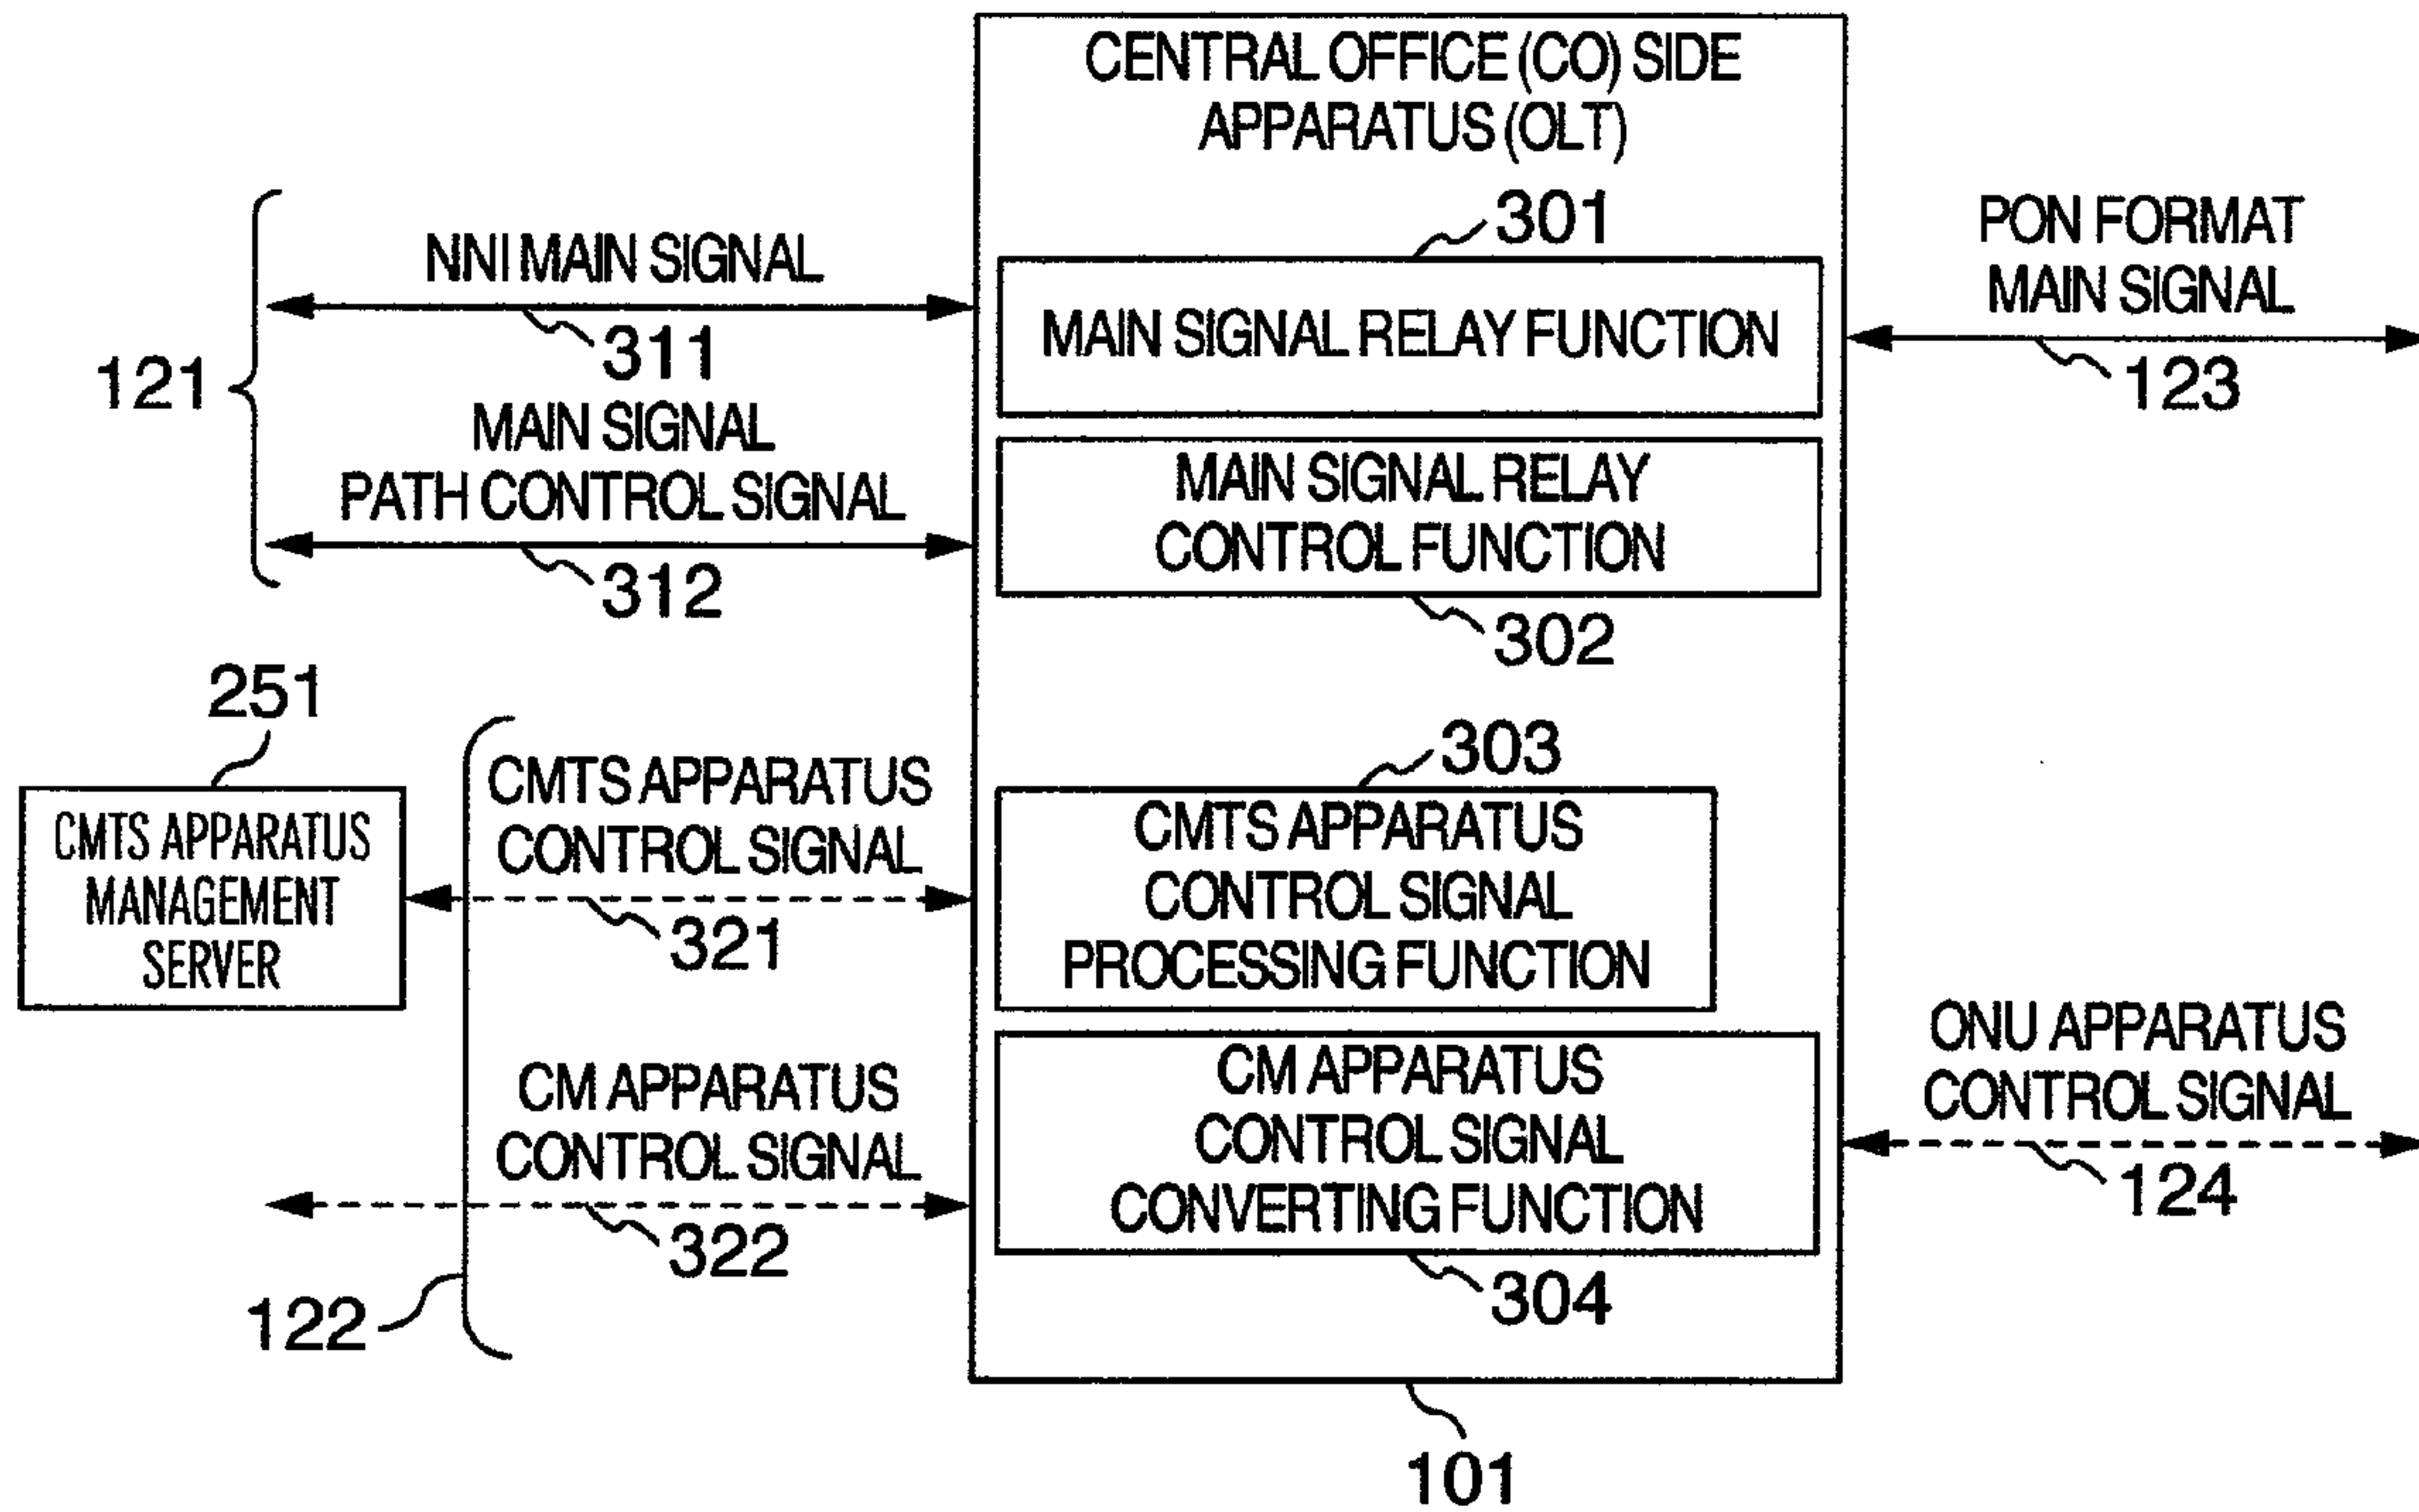 CENTRAL OFFICE (CO) SIDE
APPARATUS (OLT)
301
MAIN SIGNAL RELAY FUNCTION
MAIN SIGNAL RELAY
CONTROL FUNCTION
302
303
CMTS APPARATUS
CONTROL SIGNAL
PROCESSING FUNCTION
CM APPARATUS
CONTROL SIGNAL
CONVERTING FUNCTION
304
101
121
NNI MAIN SIGNAL
311
MAIN SIGNAL
PATH CONTROL SIGNAL
312
251
CMTS APPARATUS
MANAGEMENT
SERVER
CMTS APPARATUS
CONTROL SIGNAL
321
CM APPARATUS
CONTROL SIGNAL
322
122
PON FORMAT
MAIN SIGNAL
123
ONU APPARATUS
CONTROL SIGNAL
124